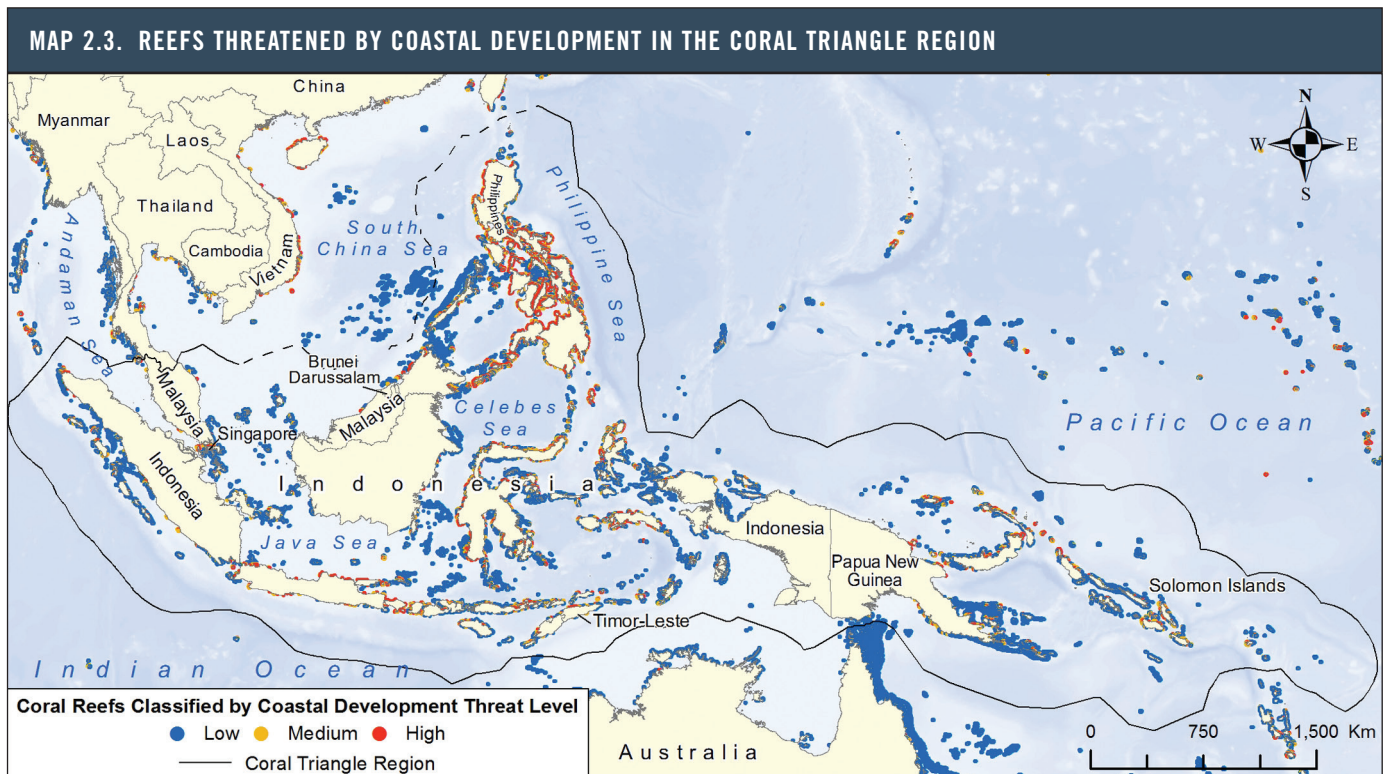 MAP 2.3. REEFS THREATENED BY COASTAL DEVELOPMENT IN THE CORAL TRIANGLE REGION
China
Myanmar
Laos
N
W E
S
Thailand
Philippines
Philippine Sea
South
China Sea
Cambodia
Vietnam
Andaman Sea
Brunei
Darussalam
Malaysia
Malaysia
Celebes
Sea
Pacific Ocean
Singapore
Indonesia
Indonesia
Indonesia
Java Sea
Papua New
Guinea
Solomon Islands
Timor-Leste
Indian Ocean
Coral Reefs Classified by Coastal Development Threat Level
Low Medium High
Coral Triangle Region
Australia
0 750 1,500 Km